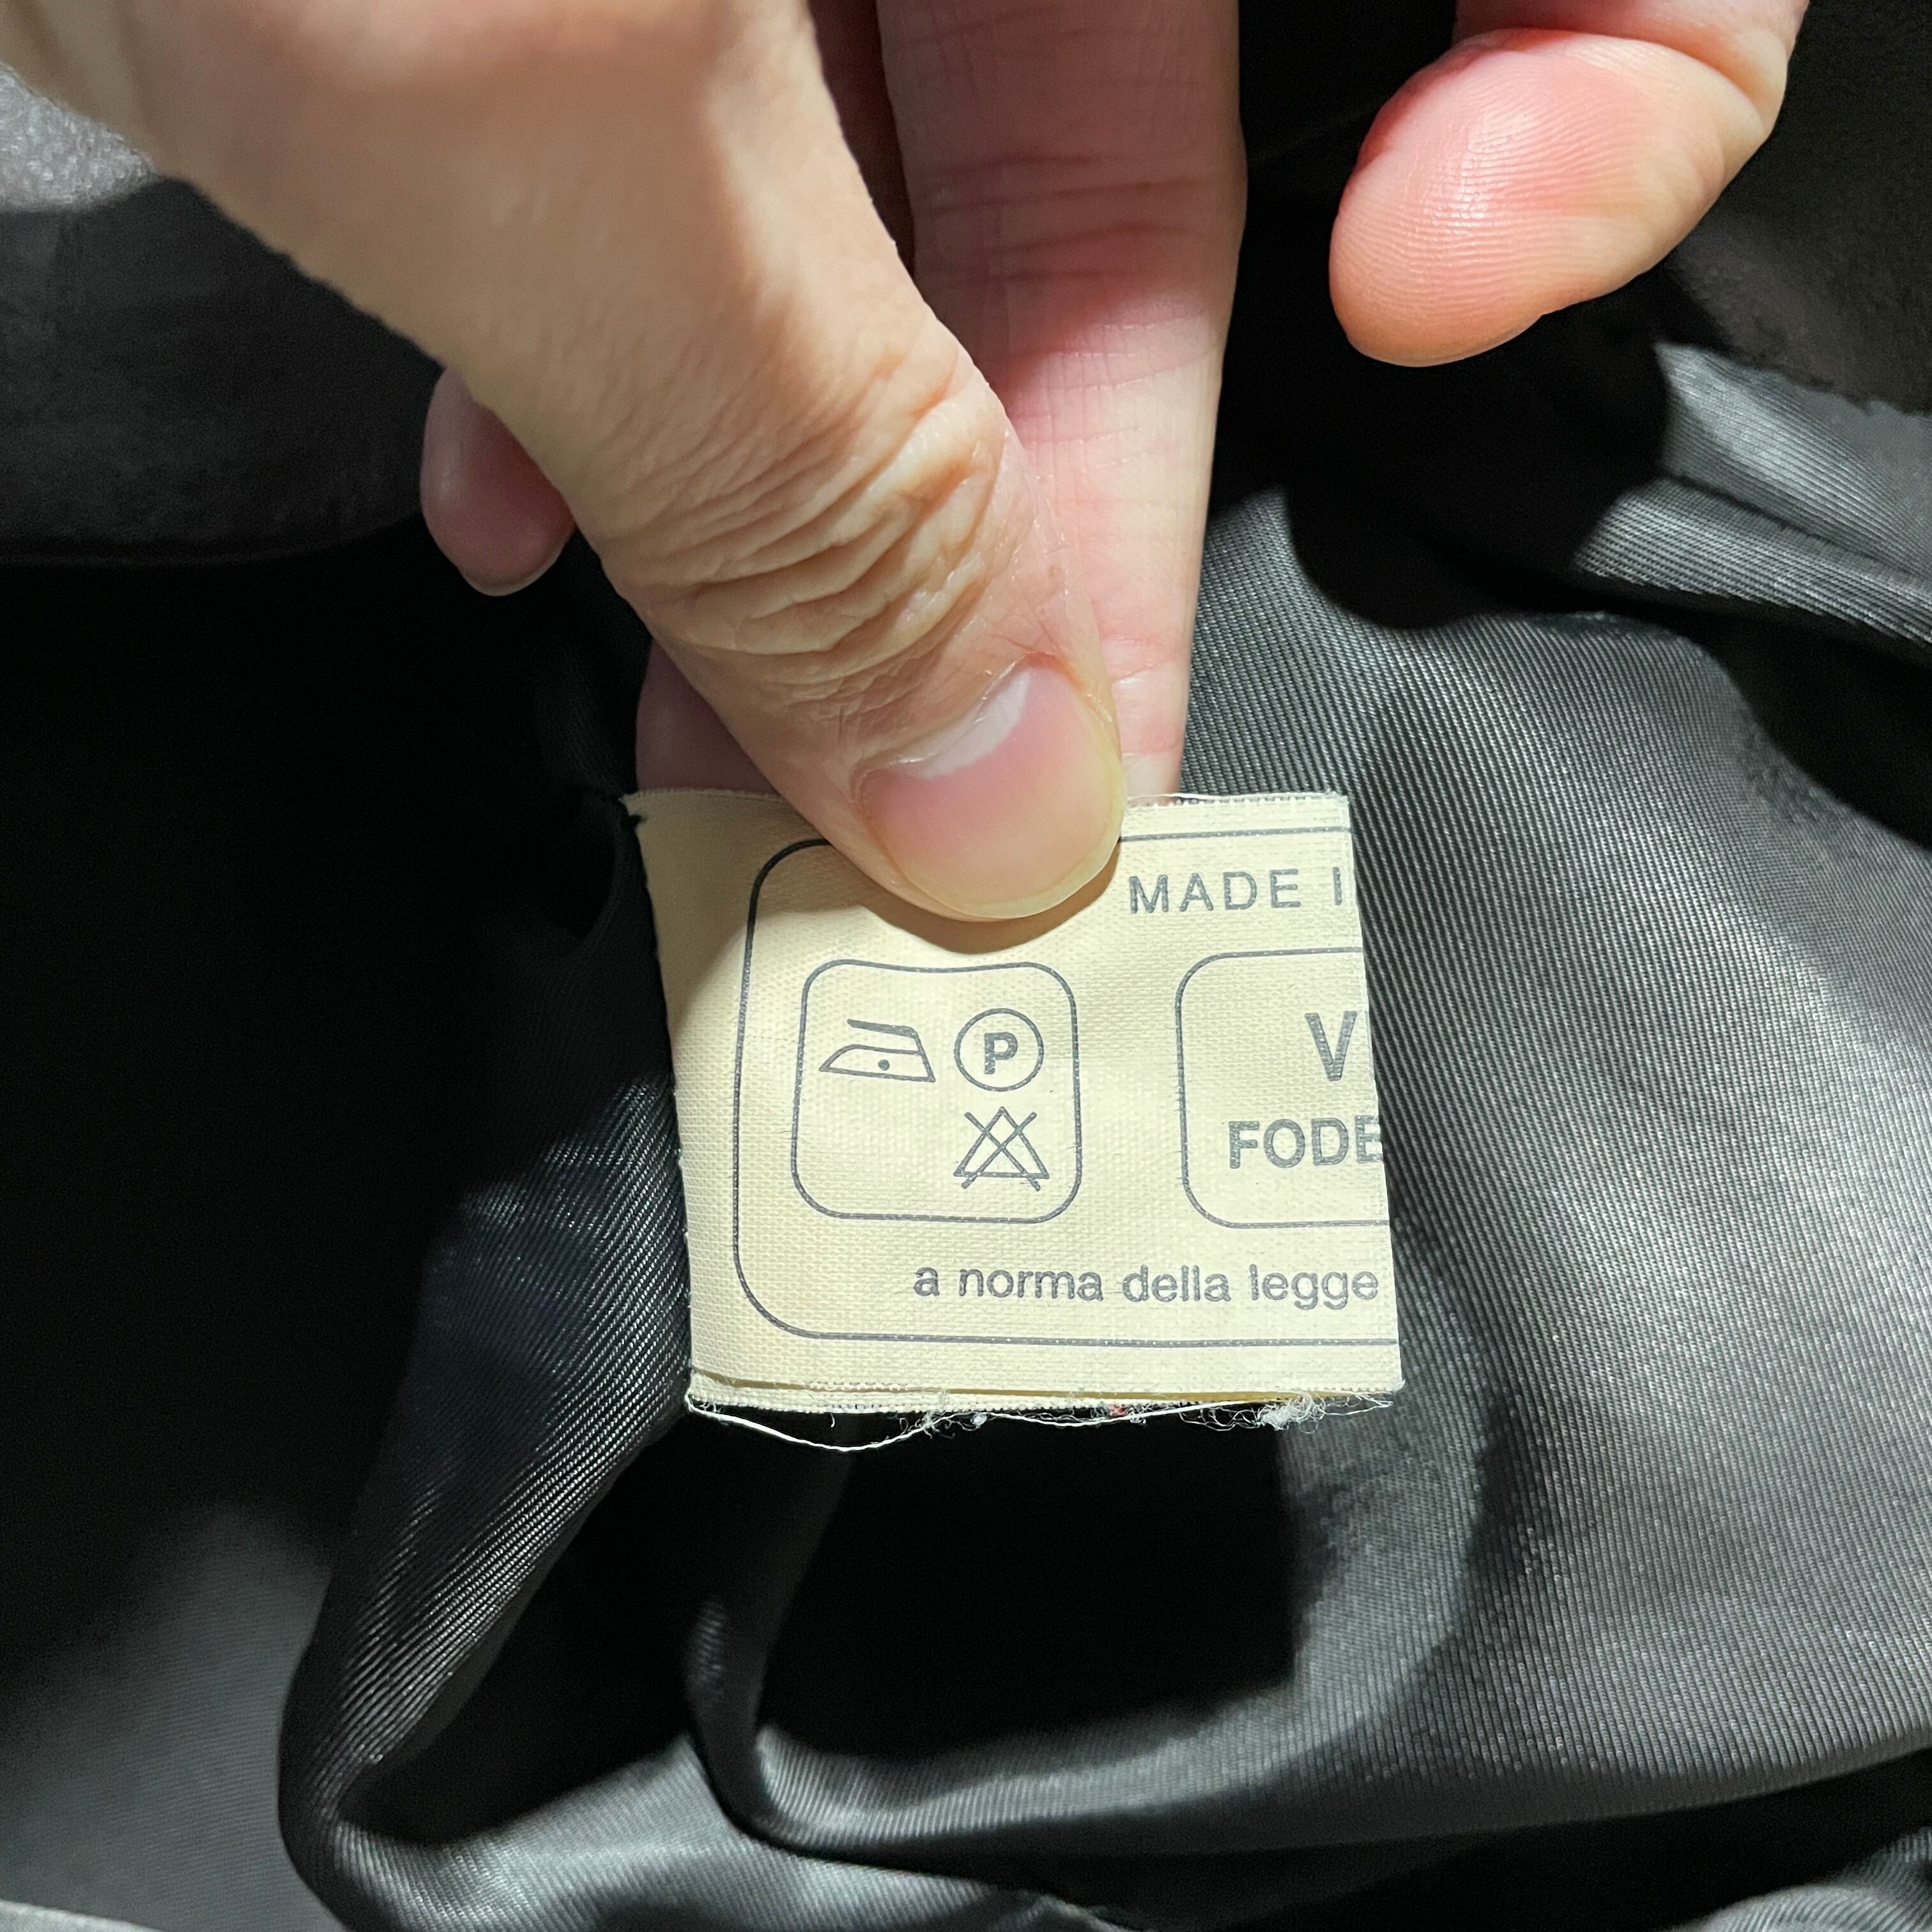 MADE I
P
V
FODE
a norma della legge